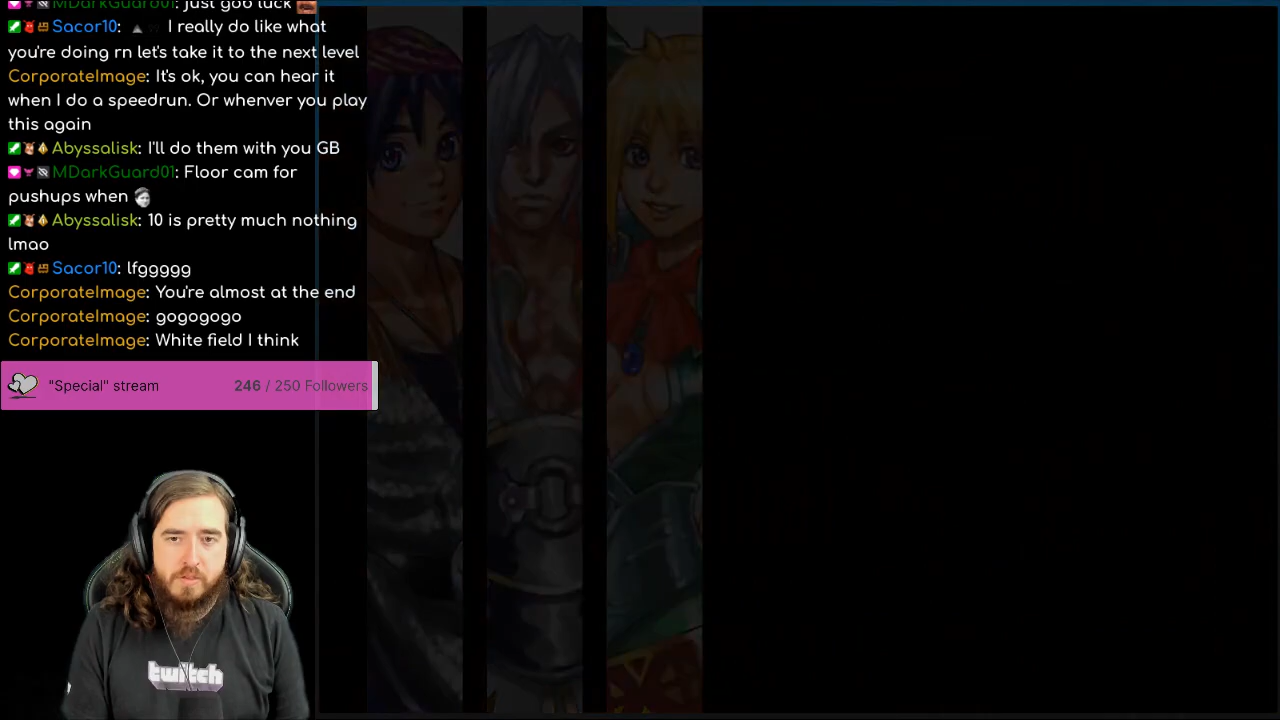 MDarkGuard01: just goo luck
Sacor10: I really do like what
you're doing rn let's take it to the next level
CorporateImage: It's ok, you can hear it
when I do a speedrun. Or whenver you play
this again
Abyssalisk: I'll do them with you GB
MDarkGuard01: Floor cam for
pushups when
Abyssalisk: 10 is pretty much nothing
lmao
Sacor10: lfggggg
CorporateImage: You're almost at the end
CorporateImage: gogogogo
CorporateImage: White field I think
"Special" stream 246 / 250 Followers
twitch